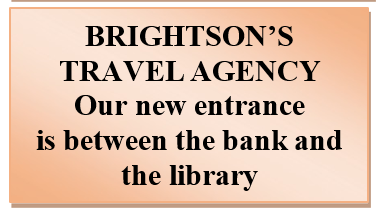 BRIGHTSON’S
TRAVEL AGENCY
Our new entrance
is between the bank and
the library